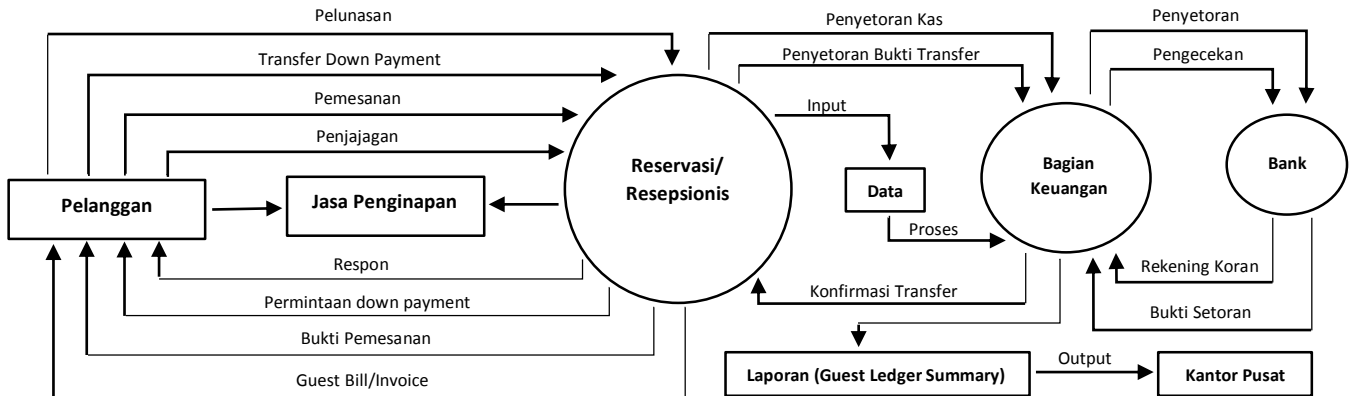 Pelunasan
Penyetoran Kas
Penyetoran
Transfer Down Payment
Penyetoran Bukti Transfer
Pengecekan
Pemesanan
Input
Penjajagan
Reservasi/
Resepsionis
Bagian
Keuangan
Bank
Pelanggan
Jasa Penginapan
Data
Proses
Respon
Rekening Koran
Permintaan down payment
Konfirmasi Transfer
Bukti Setoran
Bukti Pemesanan
Guest Bill/Invoice
Laporan (Guest Ledger Summary)
Output
Kantor Pusat